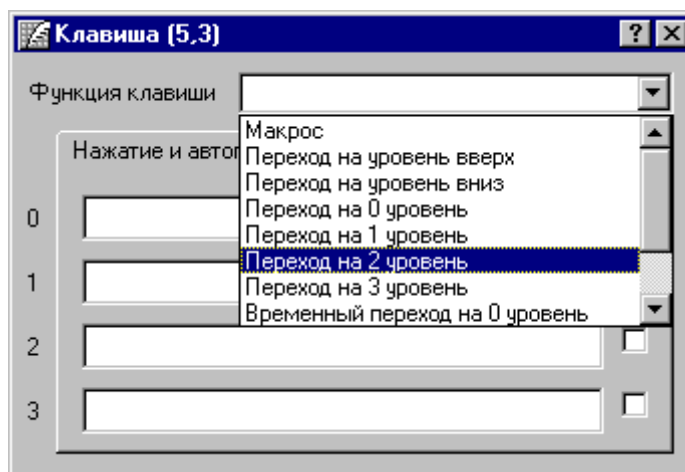 Клавиша (5,3)
Функция клавиши
Макрос
Нажатие и
Переход на уровень вверх
Переход на уровень вниз
0
Переход на 0 уровень
Переход на 1 уровень
Переход на 2 уровень
1
Переход на 3 уровень
Временный переход на 0 уровень
2
3